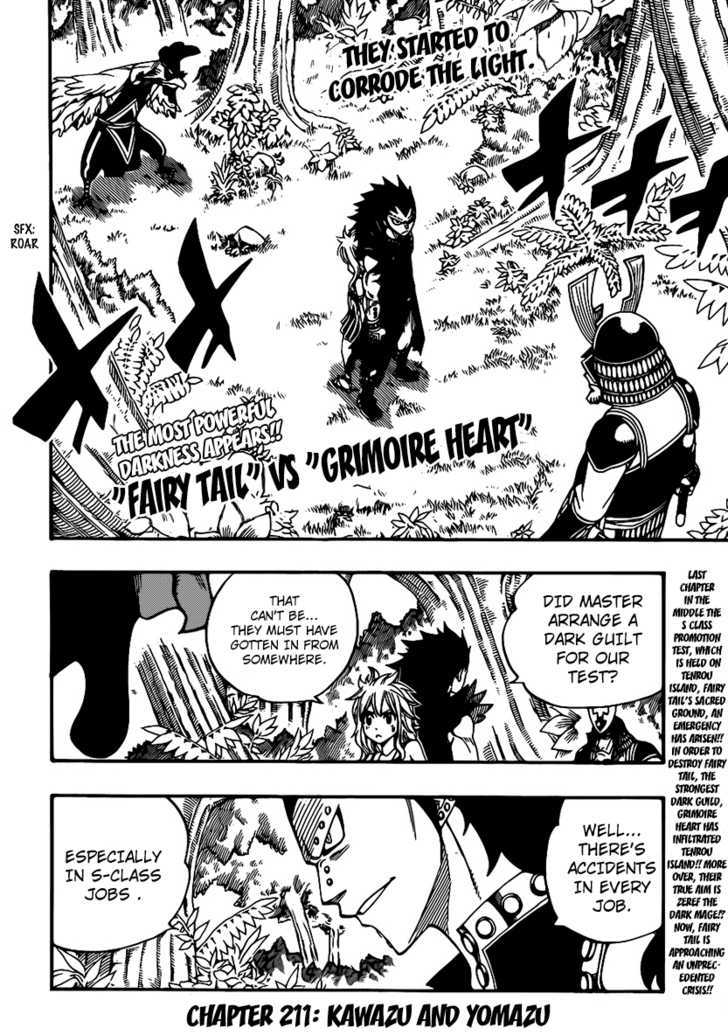 THEY STARTED TO
CORRODE THE LIGHT.
SFX:
ROAR
THE MOST POWERFUL
DARKNESS APPEARS!!
"FAIRY TAIL" VS "GRIMOIRE HEART"
LAST
CHAPTER
IN THE
MIDDLE THE
S CLASS
PROMOTION
TEST, WHICH
IS HELD ON
TENROU
ISLAND, FAIRY
TAIL'S SACRED
GROUND, AN
EMERGENCY
HAS ARISEN!!
IN ORDER TO
DESTROY FAIRY
TAIL, THE
STRONGEST
DARK GUILD,
GRIMOIRE
HEART HAS
INFILTRATED
TENROU
ISLAND!! MORE
OVER, THEIR
TRUE AIM IS
ZEREF THE
DARK MAGE!?
NOW, FAIRY
TAIL IS
APPROACHING
AN UNPREC-
EDENTED
CRISIS!!
DID MASTER
ARRANGE A
DARK GUILT
FOR OUR
TEST?
THAT
CAN'T BE...
THEY MUST HAVE
GOTTEN IN FROM
SOMEWHERE.
WELL...
THERE'S
ACCIDENTS
IN EVERY
JOB.
ESPECIALLY
IN S-CLASS
JOBS .
CHAPTER 211: KAWAZU AND YOMAZU